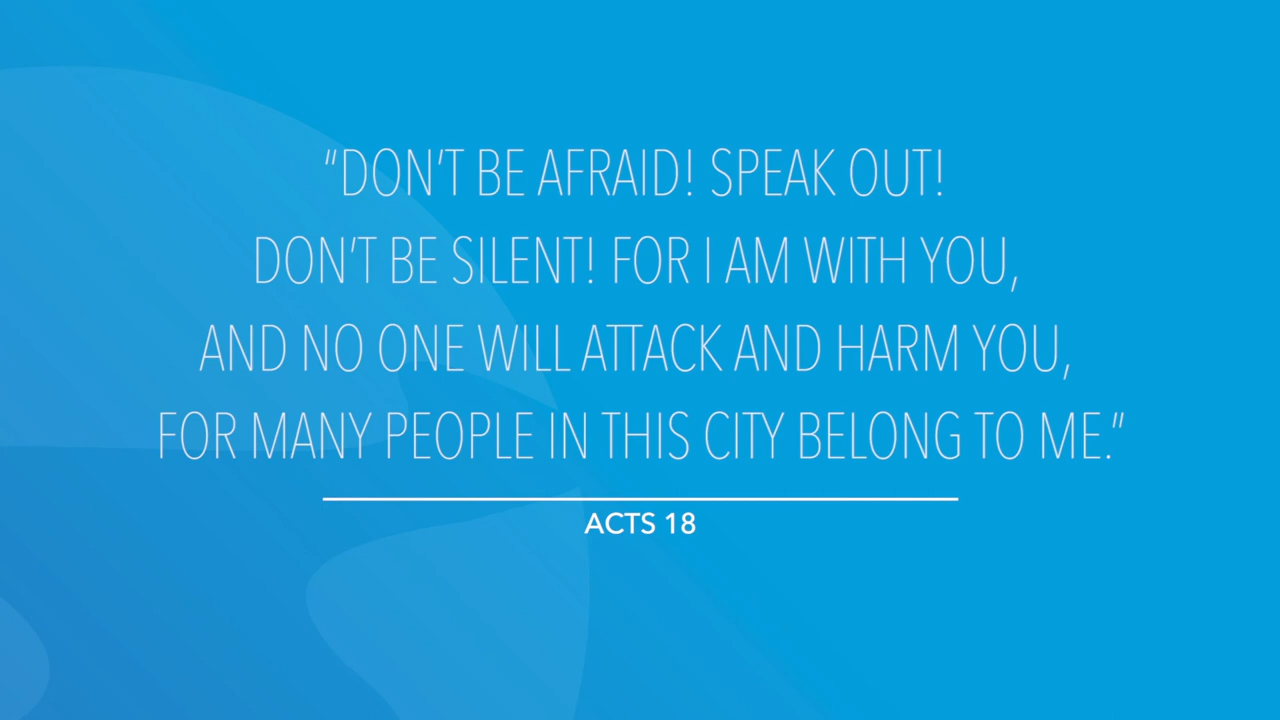 “DON’T BE AFRAID! SPEAK OUT!
DON’T BE SILENT! FOR I AM WITH YOU,
AND NO ONE WILL ATTACK AND HARM YOU,
FOR MANY PEOPLE IN THIS CITY BELONG TO ME.”
ACTS 18